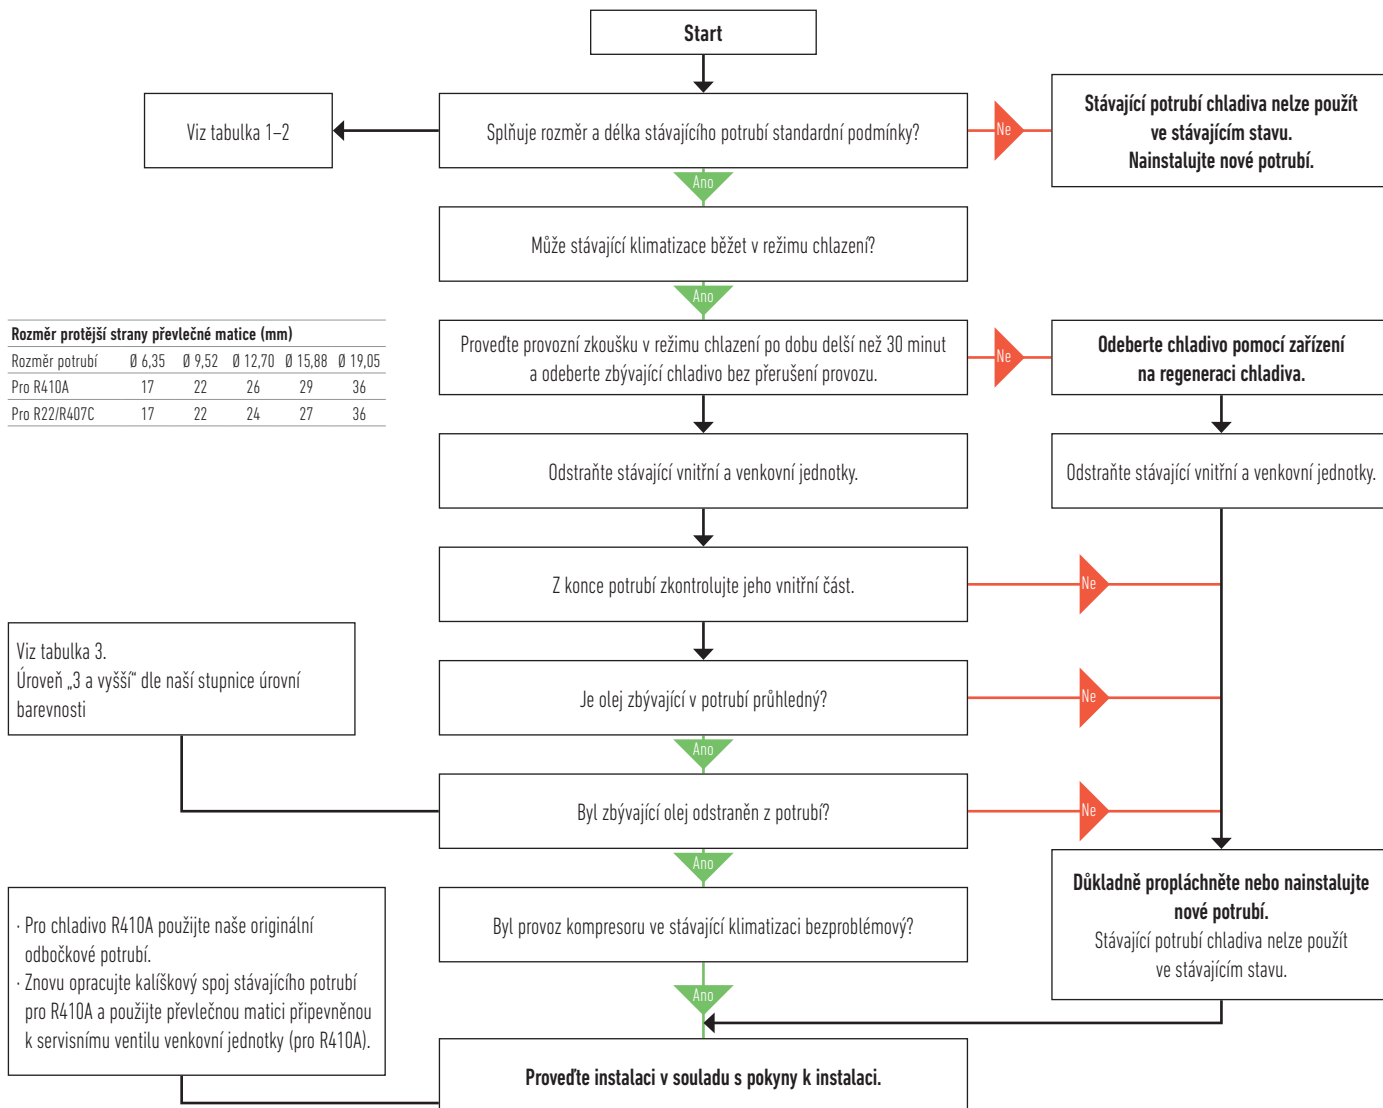 Start
Viz tabulka 1–2
Splňuje rozměr a délka stávajícího potrubí standardní podmínky?
Ne
Stávající potrubí chladiva nelze použít
ve stávajícím stavu.
Nainstalujte nové potrubí.
Ano
Může stávající klimatizace běžet v režimu chlazení?
Ano
Rozměr protější strany převlečné matice (mm)
Rozměr potrubí Ø 6,35 Ø 9,52 Ø 12,70 Ø 15,88 Ø 19,05
Pro R410A 17 22 26 29 36
Pro R22/R407C 17 22 24 27 36
Proveďte provozní zkoušku v režimu chlazení po dobu delší než 30 minut
a odeberte zbývající chladivo bez přerušení provozu.
Ne
Odeberte chladivo pomocí zařízení
na regeneraci chladiva.
Odstraňte stávající vnitřní a venkovní jednotky.
Odstraňte stávající vnitřní a venkovní jednotky.
Z konce potrubí zkontrolujte jeho vnitřní část.
Ne
Viz tabulka 3.
Úroveň „3 a vyšší“ dle naší stupnice úrovní
barevnosti
Je olej zbývající v potrubí průhledný?
Ne
Ano
Byl zbývající olej odstraněn z potrubí?
Ne
Ano
Důkladně propláchněte nebo nainstalujte
nové potrubí.
Stávající potrubí chladiva nelze použít
ve stávajícím stavu.
· Pro chladivo R410A použijte naše originální
odbočkové potrubí.
· Znovu opracujte kalíškový spoj stávajícího potrubí
pro R410A a použijte převlečnou matici připevněnou
k servisnímu ventilu venkovní jednotky (pro R410A).
Byl provoz kompresoru ve stávající klimatizaci bezproblémový?
Ano
Proveďte instalaci v souladu s pokyny k instalaci.